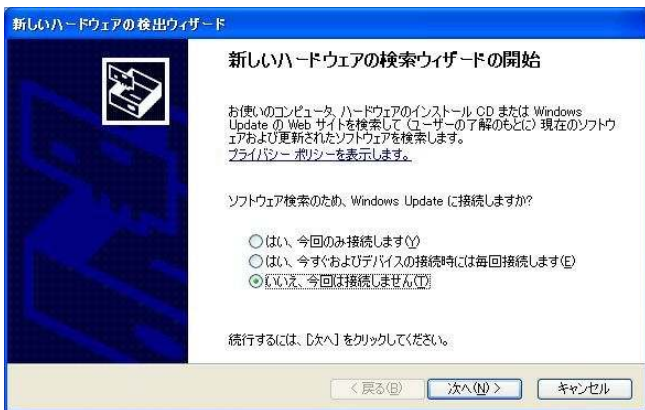 新しいハードウェアの検出ウィザード
新しいハードウェアの検索ウィザードの開始
お使いのコンピュータ、ハードウェアのインストール CD または Windows
Update の Web サイトを検索して (ユーザーの了解のもとに) 現在のソフトウ
ェアおよび更新されたソフトウェアを検索します。
プライバシー ポリシーを表示します。
ソフトウェア検索のため、Windows Update に接続しますか?
はい、今回のみ接続します(Y)
はい、今すぐおよびデバイスの接続時には毎回接続します(E)
いいえ、今回は接続しません(T)
続行するには、[次へ] をクリックしてください。
< 戻る(B)
次へ(N) >
キャンセル